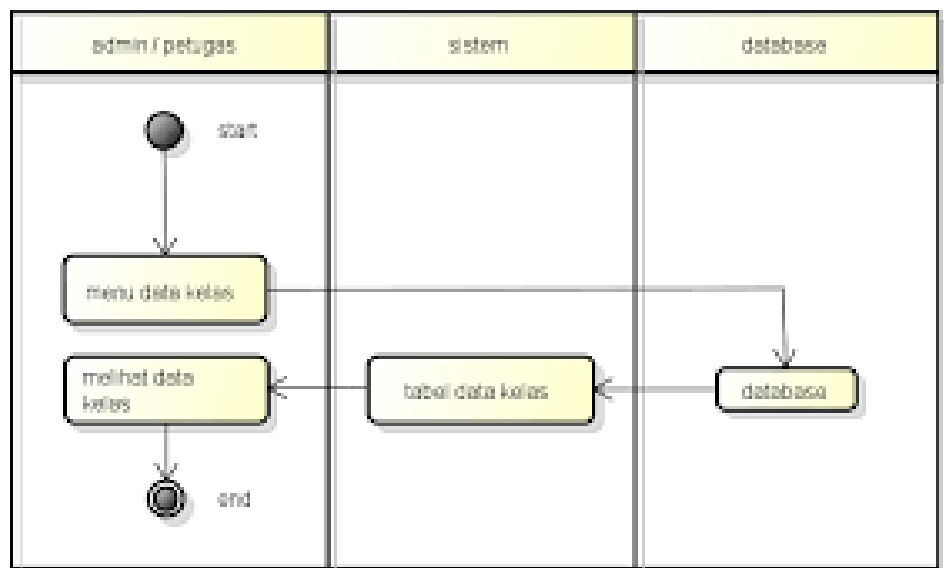 admin / petugas
sistem
database
start
menu data kelas
melihat data
kelas
tabel data kelas
database
end